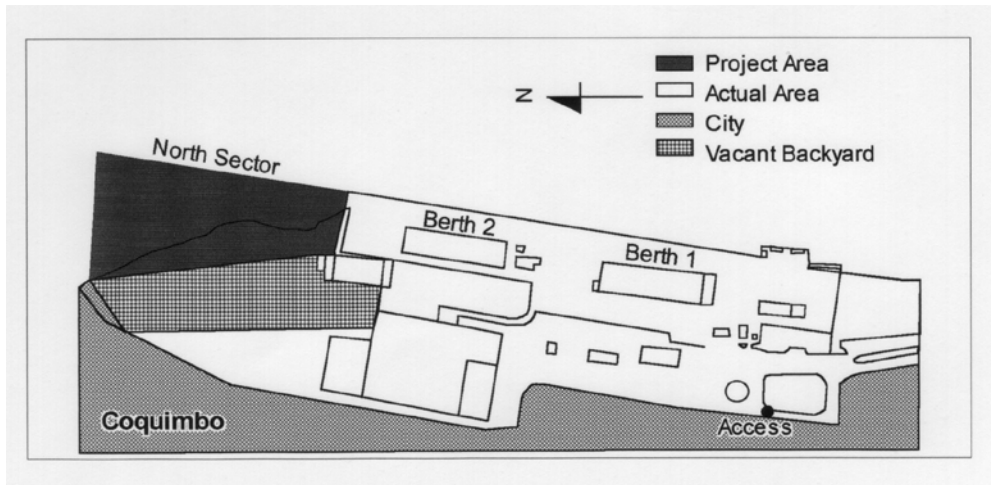 Project Area
N
Actual Area
City
Vacant Backyard
North Sector
Berth 2
Berth 1
Coquimbo
Access